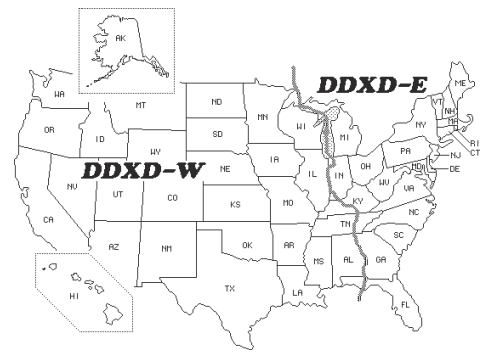 AK
DDXD-E
WA
MT
ND
MN
ME
VT
NH
OR
ID
SD
WI
MI
NY
MA
RI
CT
WY
DDXD-W
IA
PA
NJ
NE
OH
MD
DE
NV
UT
CO
IL
IN
WV
VA
KS
MO
KY
CA
NC
TN
AZ
NM
OK
AR
SC
MS
AL
GA
TX
LA
HI
FL